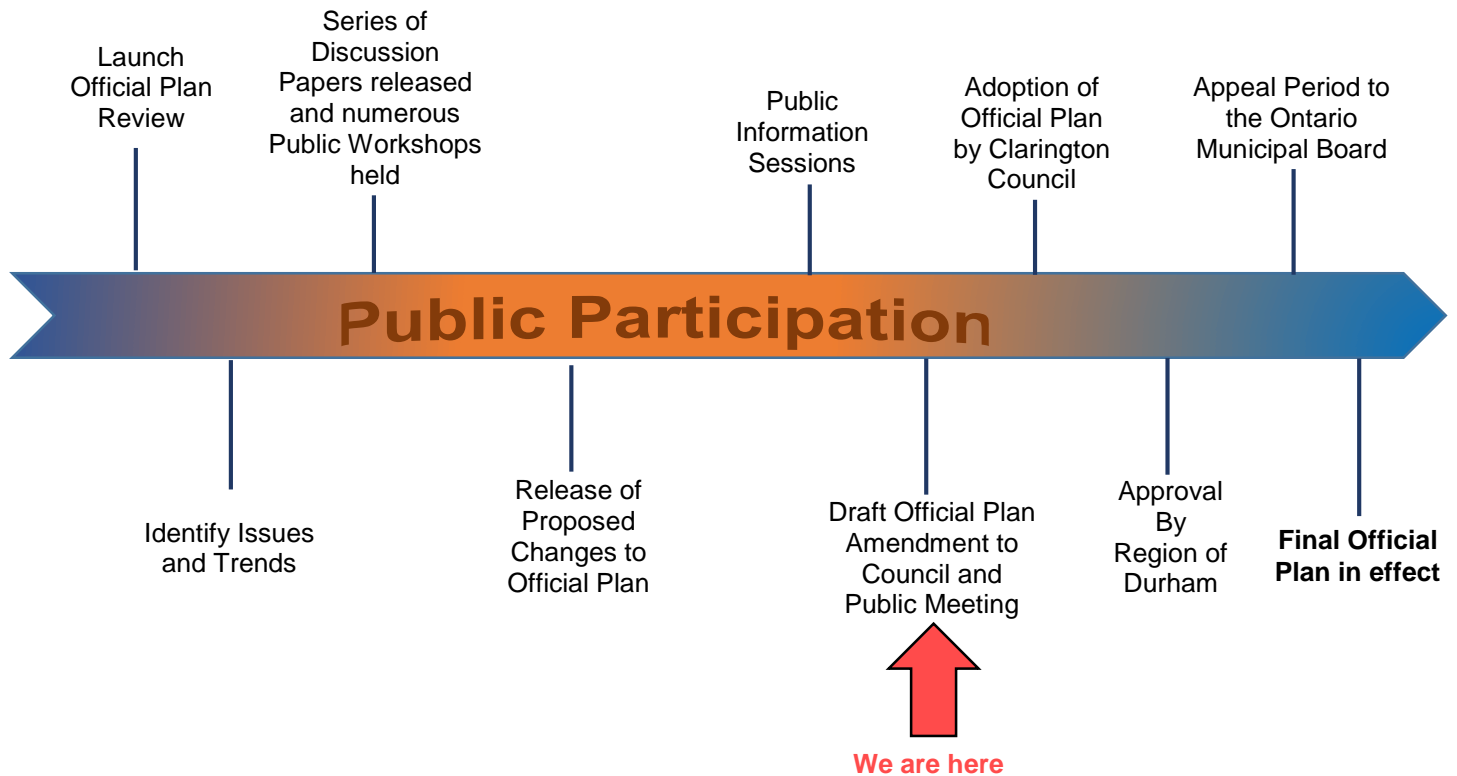 Launch
Official Plan
Review
Series of
Discussion
Papers released
and numerous
Public Workshops
held
Public
Information
Sessions
Adoption of
Official Plan
by Clarington
Council
Appeal Period to
the Ontario
Municipal Board
Public Participation
Identify Issues
and Trends
Release of
Proposed
Changes to
Official Plan
Draft Official Plan
Amendment to
Council and
Public Meeting
Approval
By
Region of
Durham
Final Official
Plan in effect
We are here